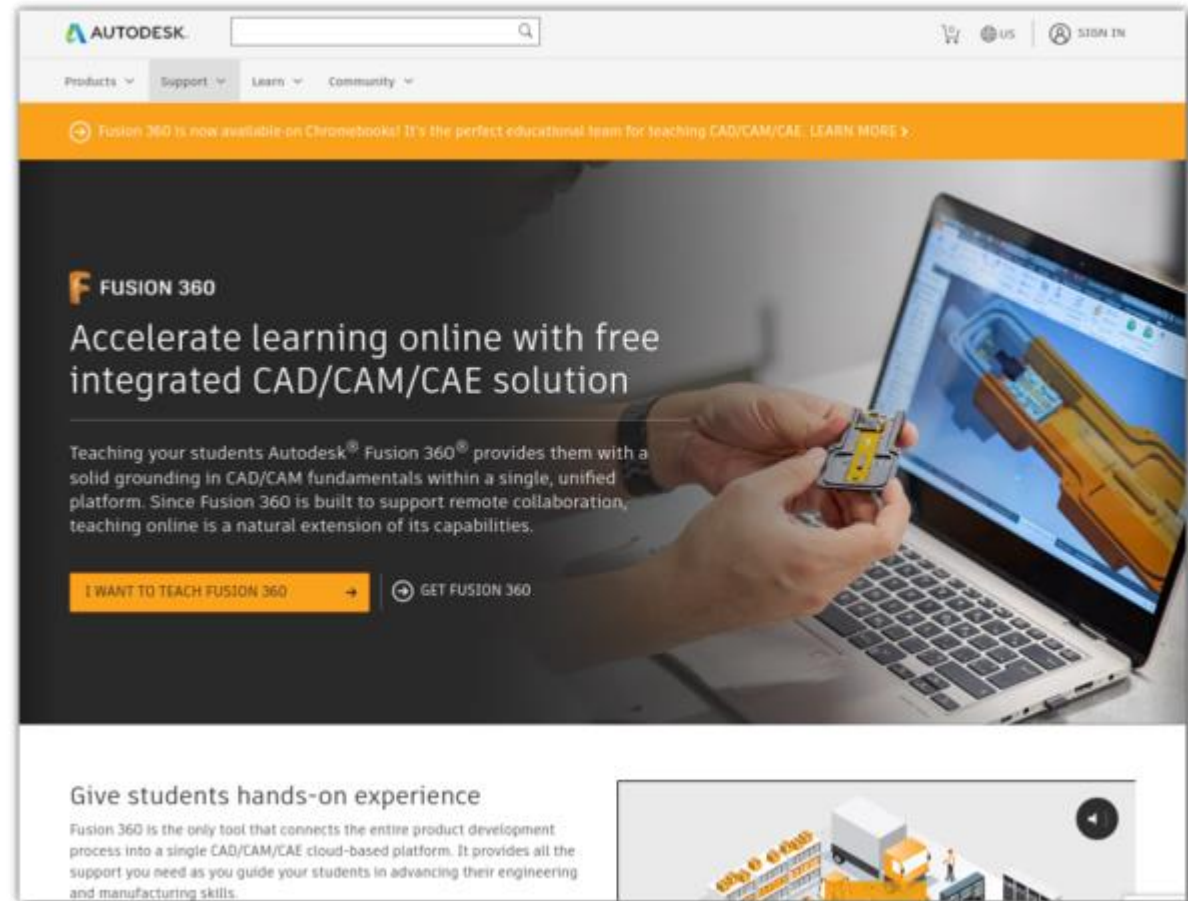 AUTODESK
US
SIGN IN
Products
Support
Learn
Community
Fusion 360 is now available on Chromebooks! It's the perfect educational team for teaching CAD/CAM/CAE. LEARN MORE >
FUSION 360
Accelerate learning online with free
integrated CAD/CAM/CAE solution
Teaching your students Autodesk® Fusion 360® provides them with a
solid grounding in CAD/CAM fundamentals within a single, unified
platform. Since Fusion 360 is built to support remote collaboration,
teaching online is a natural extension of its capabilities.
I WANT TO TEACH FUSION 360
GET FUSION 360
Give students hands-on experience
Fusion 360 is the only tool that connects the entire product development
process into a single CAD/CAM/CAE cloud-based platform. It provides all the
support you need as you guide your students in advancing their engineering
and manufacturing skills.